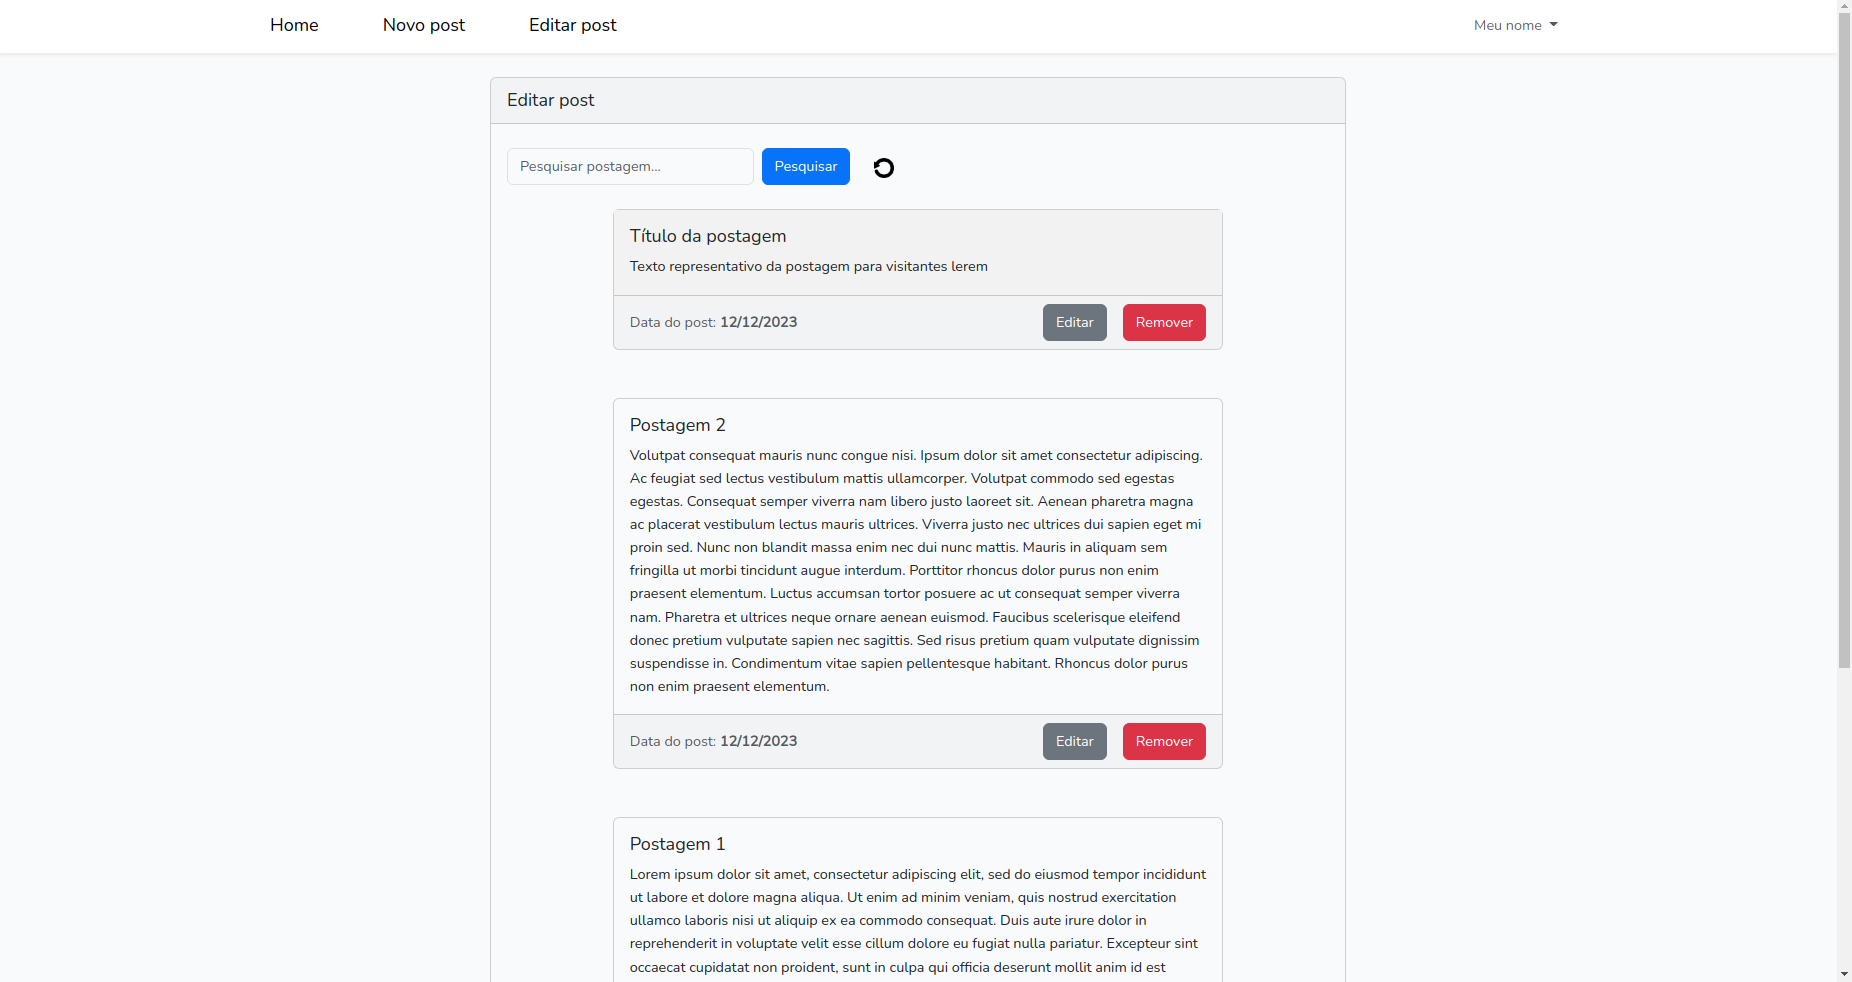 Home Novo post Editar post Meu nome
Editar post
Pesquisar postagem... Pesquisar
Título da postagem
Texto representativo da postagem para visitantes lerem
Data do post: 12/12/2023 Editar Remover
Postagem 2
Volutpat consequat mauris nunc congue nisi. Ipsum dolor sit amet consectetur adipiscing.
Ac feugiat sed lectus vestibulum mattis ullamcorper. Volutpat commodo sed egestas
egestas. Consequat semper viverra nam libero justo laoreet sit. Aenean pharetra magna
ac placerat vestibulum lectus mauris ultrices. Viverra justo nec ultrices dui sapien eget mi
proin sed. Nunc non blandit massa enim nec dui nunc mattis. Mauris in aliquam sem
fringilla ut morbi tincidunt augue interdum. Porttitor rhoncus dolor purus non enim
praesent elementum. Luctus accumsan tortor posuere ac ut consequat semper viverra
nam. Pharetra et ultrices neque ornare aenean euismod. Faucibus scelerisque eleifend
donec pretium vulputate sapien nec sagittis. Sed risus pretium quam vulputate dignissim
suspendisse in. Condimentum vitae sapien pellentesque habitant. Rhoncus dolor purus
non enim praesent elementum.
Data do post: 12/12/2023 Editar Remover
Postagem 1
Lorem ipsum dolor sit amet, consectetur adipiscing elit, sed do eiusmod tempor incididunt
ut labore et dolore magna aliqua. Ut enim ad minim veniam, quis nostrud exercitation
ullamco laboris nisi ut aliquip ex ea commodo consequat. Duis aute irure dolor in
reprehenderit in voluptate velit esse cillum dolore eu fugiat nulla pariatur. Excepteur sint
occaecat cupidatat non proident, sunt in culpa qui officia deserunt mollit anim id est